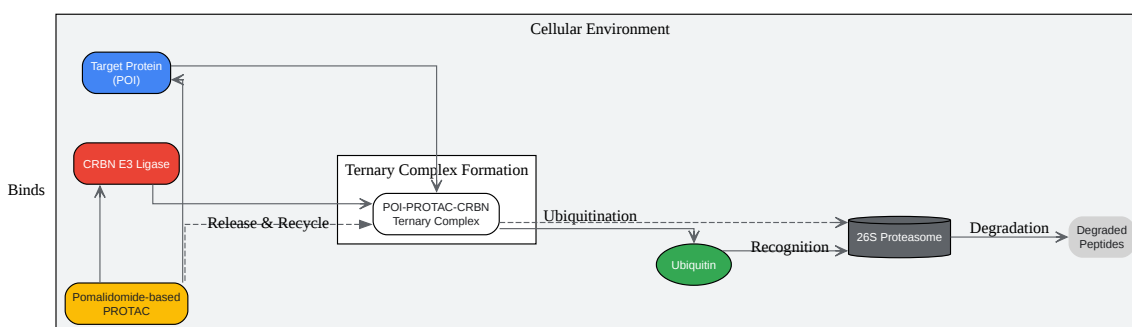 Cellular Environment
Target Protein
(POI)
CRBN E3 Ligase
Ternary Complex Formation
Binds
POI-PROTAC-CRBN
Ternary Complex
Release & Recycle
Ubiquitination
26S Proteasome
Degradation
Degraded
Peptides
Recognition
Ubiquitin
Pomalidomide-based
PROTAC